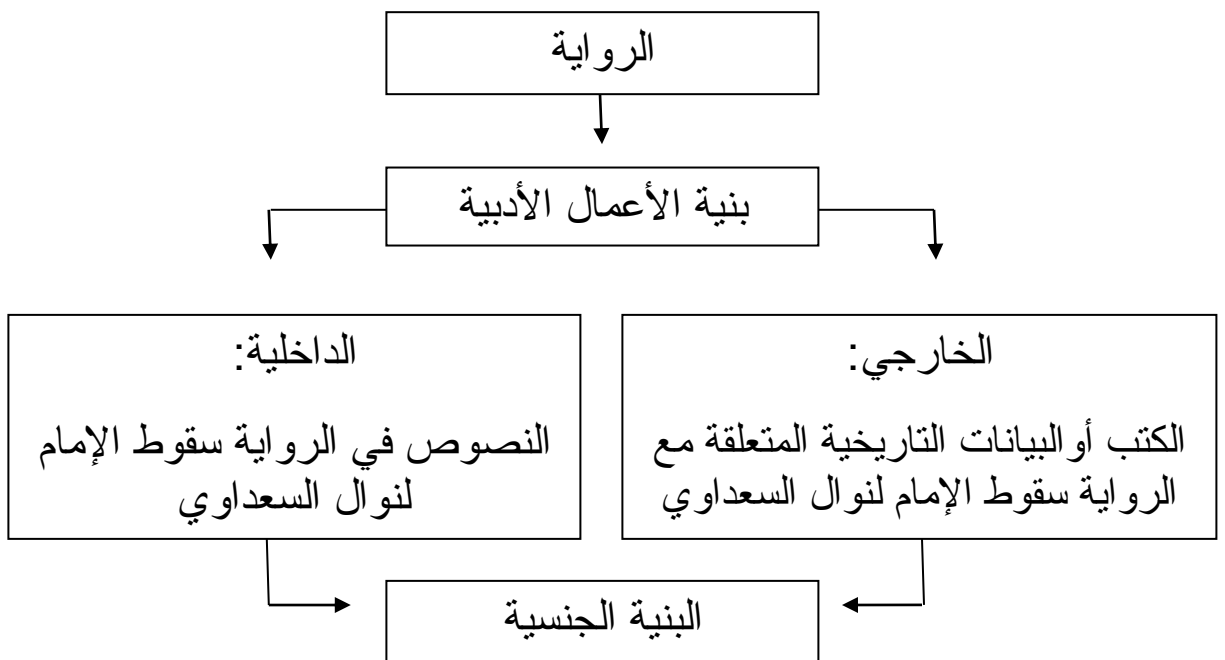 الرواية
بنية الأعمال الأدبية
الخارجي:
الكتب أوالبيانات التاريخية المتعلقة مع
الرواية سقوط الإمام لنوال السعداوي
الداخلية:
النصوص في الرواية سقوط الإمام
لنوال السعداوي
البنية الجنسية